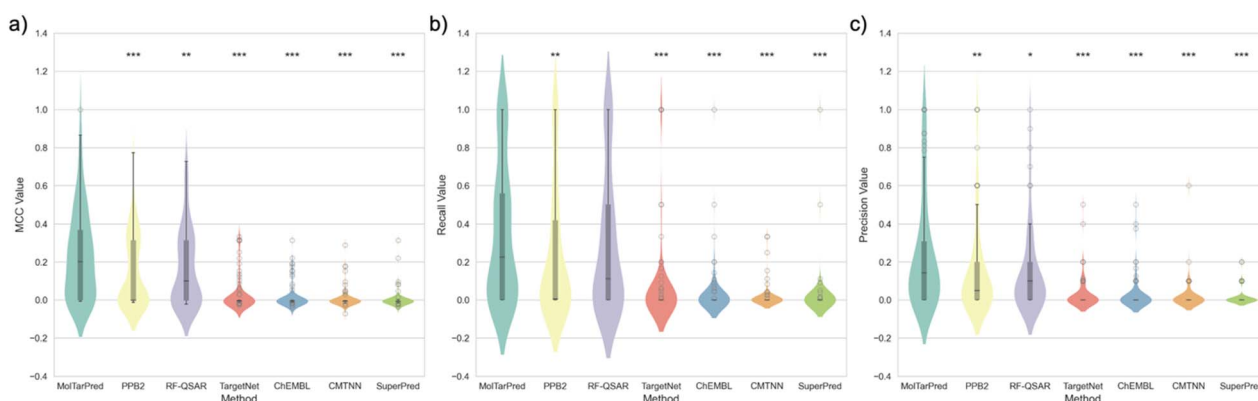 a)
1.4
1.2
1.0
0.8
0.6
0.4
0.2
0.0
−0.2
−0.4
MCC Value
*** ** *** *** *** ***
MolTarPred PPB2 RF-QSAR TargetNet ChEMBL CMTNN SuperPred
Method
b)
1.4
1.2
1.0
0.8
0.6
0.4
0.2
0.0
−0.2
−0.4
Recall Value
** *** *** *** ***
MolTarPred PPB2 RF-QSAR TargetNet ChEMBL CMTNN SuperPred
Method
c)
1.4
1.2
1.0
0.8
0.6
0.4
0.2
0.0
−0.2
−0.4
Precision Value
** * *** *** *** ***
MolTarPred PPB2 RF-QSAR TargetNet ChEMBL CMTNN SuperPred
Method